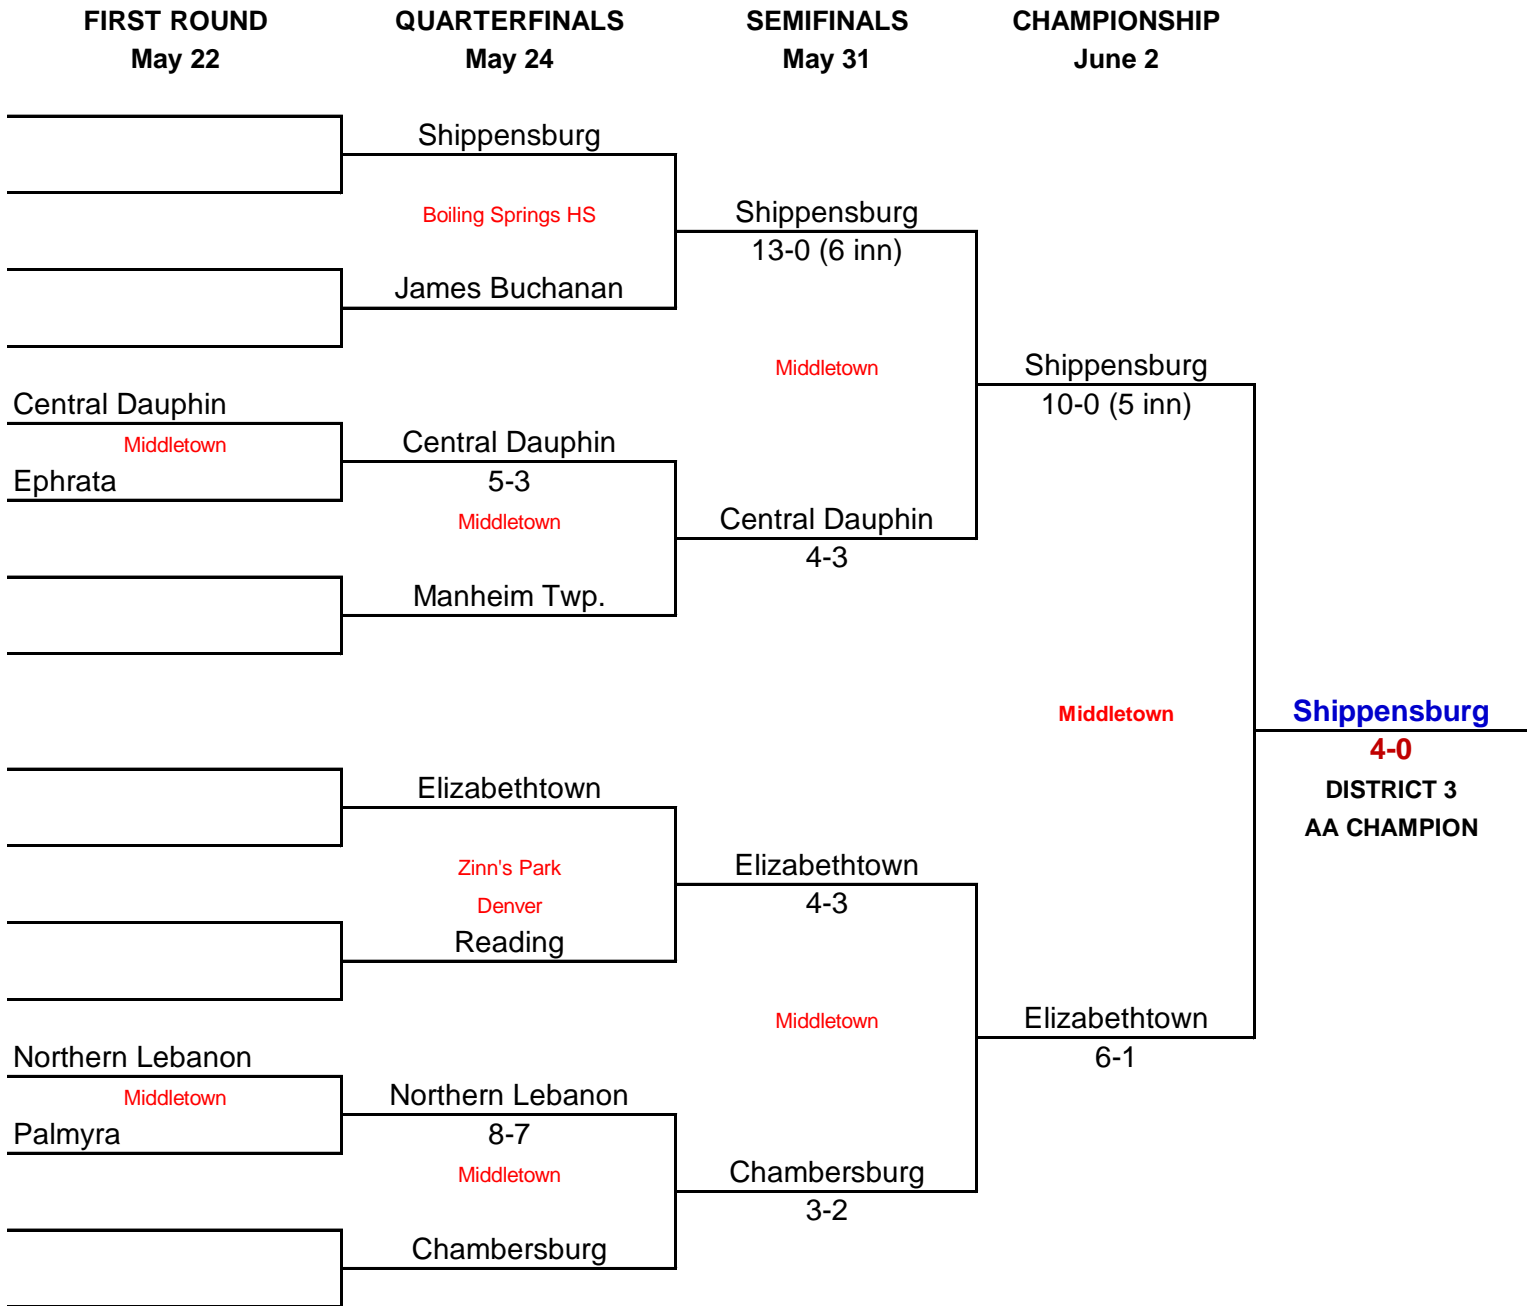 FIRST ROUND QUARTERFINALS SEMIFINALS CHAMPIONSHIP
May 22 May 24 May 31 June 2
Shippensburg
Boiling Springs HS
Shippensburg
13-0 (6 inn)
James Buchanan
Middletown
Shippensburg
10-0 (5 inn)
Central Dauphin
Middletown
Ephrata
Central Dauphin
5-3
Middletown
Central Dauphin
4-3
Manheim Twp.
Middletown
Shippensburg
4-0
DISTRICT 3
AA CHAMPION
Elizabethtown
Zinn's Park
Denver
Reading
Elizabethtown
4-3
Middletown
Elizabethtown
6-1
Northern Lebanon
Middletown
Palmyra
Northern Lebanon
8-7
Middletown
Chambersburg
3-2
Chambersburg